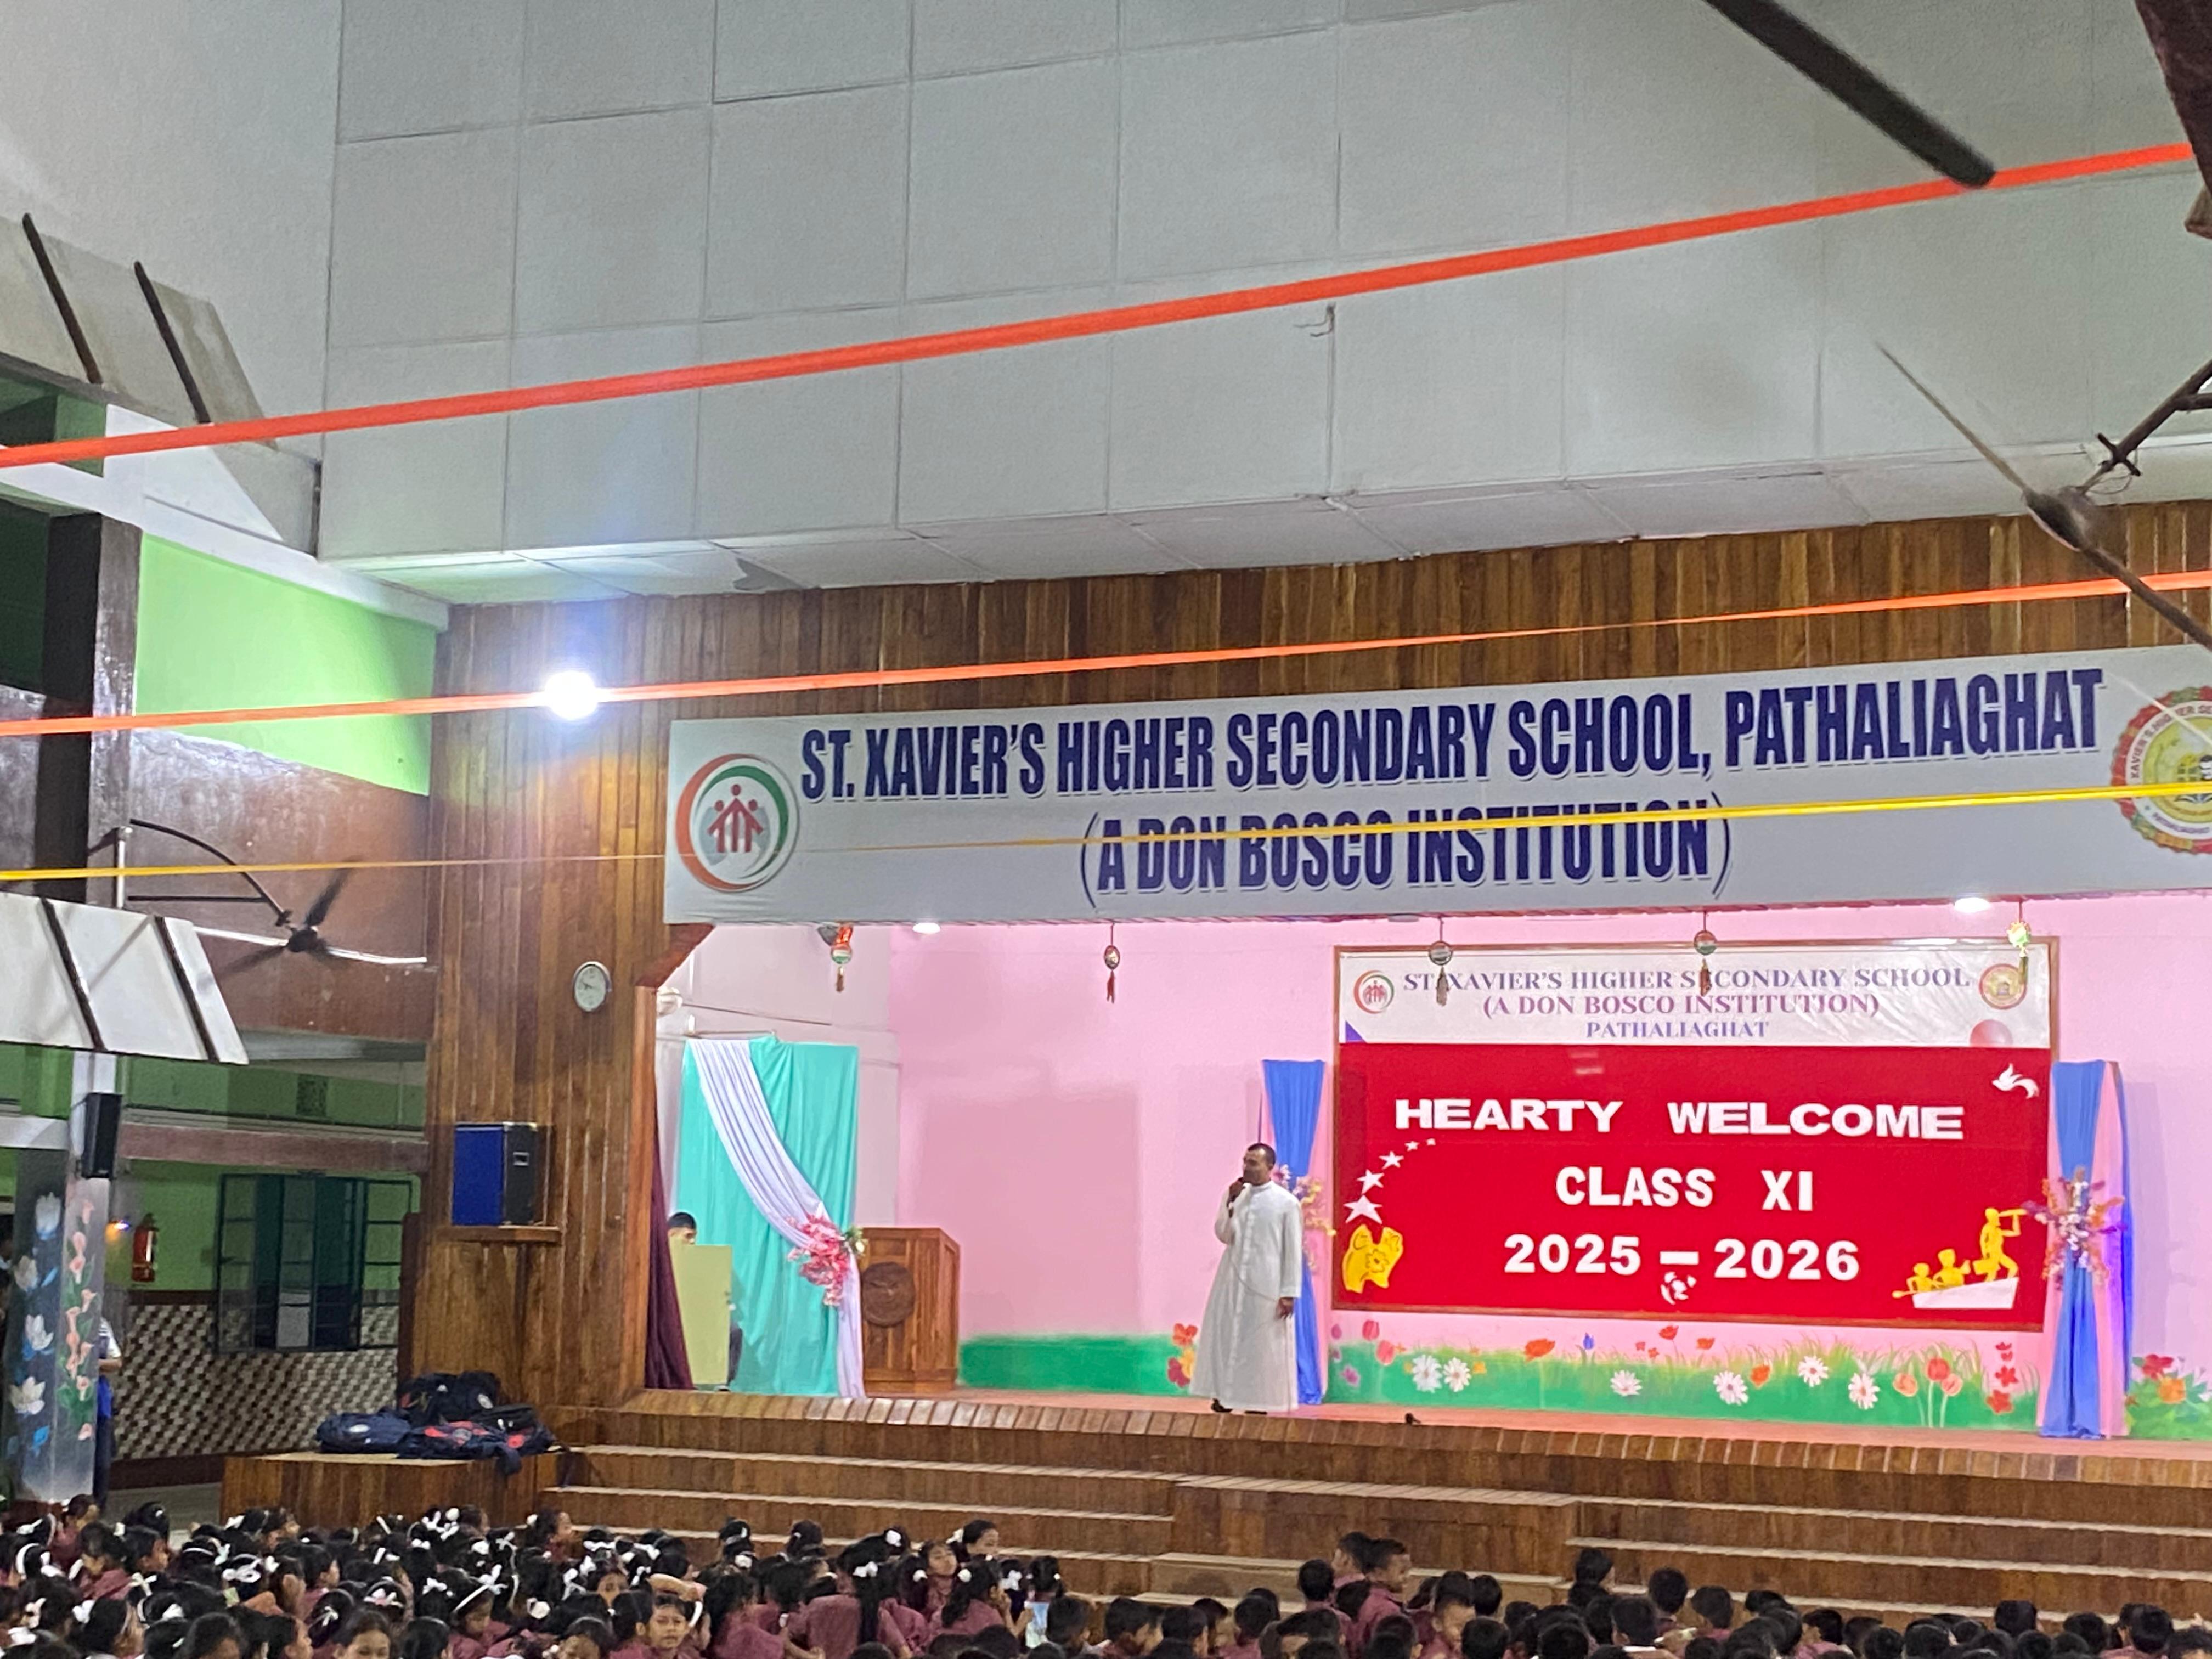 ST. XAVIER'S HIGHER SECONDARY SCHOOL, PATHALIAGHAT
(A DON BOSCO INSTITUTION)
ST. XAVIER'S HIGHER SECONDARY SCHOOL
(A DON BOSCO INSTITUTION)
PATHALIAGHAT
HEARTY WELCOME
CLASS XI
2025 - 2026